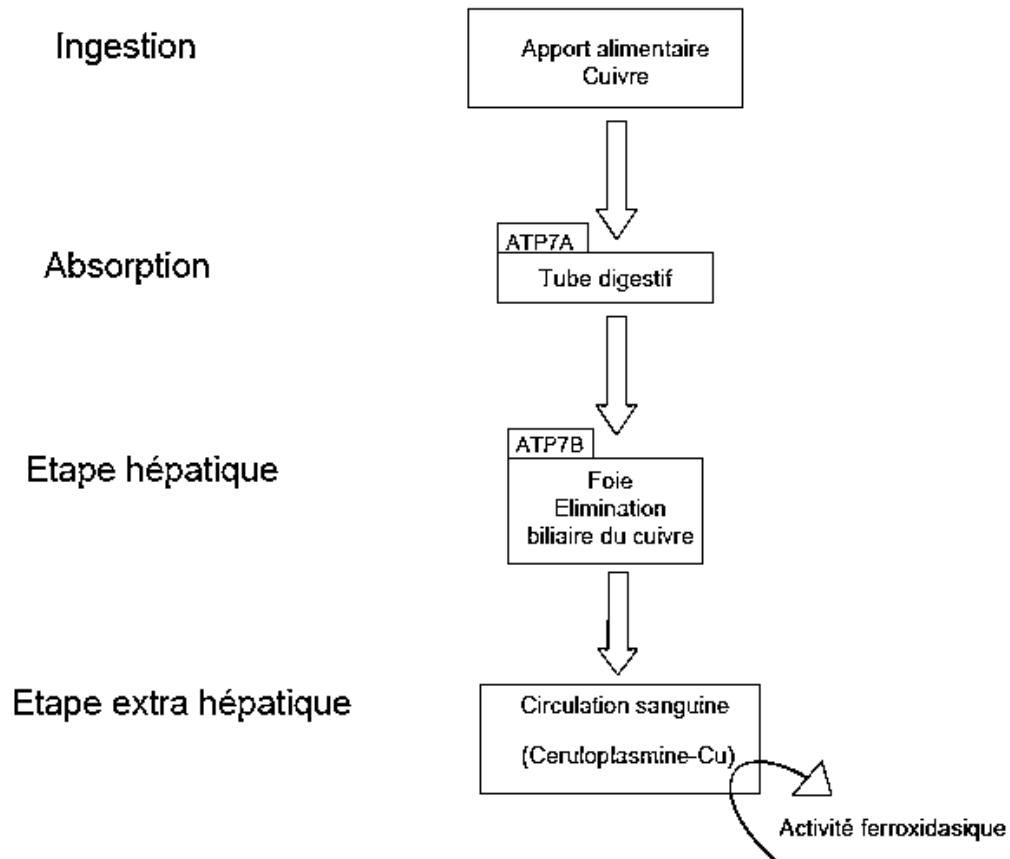 Ingestion
Apport alimentaire
Cuivre
ATP7A
Absorption
Tube digestif
ATP7B
Etape hépatique
Foie
Elimination
biliaire du cuivre
Etape extra hépatique
Circulation sanguine
(Ceruloplasmine-Cu)
Activité ferroxidasique